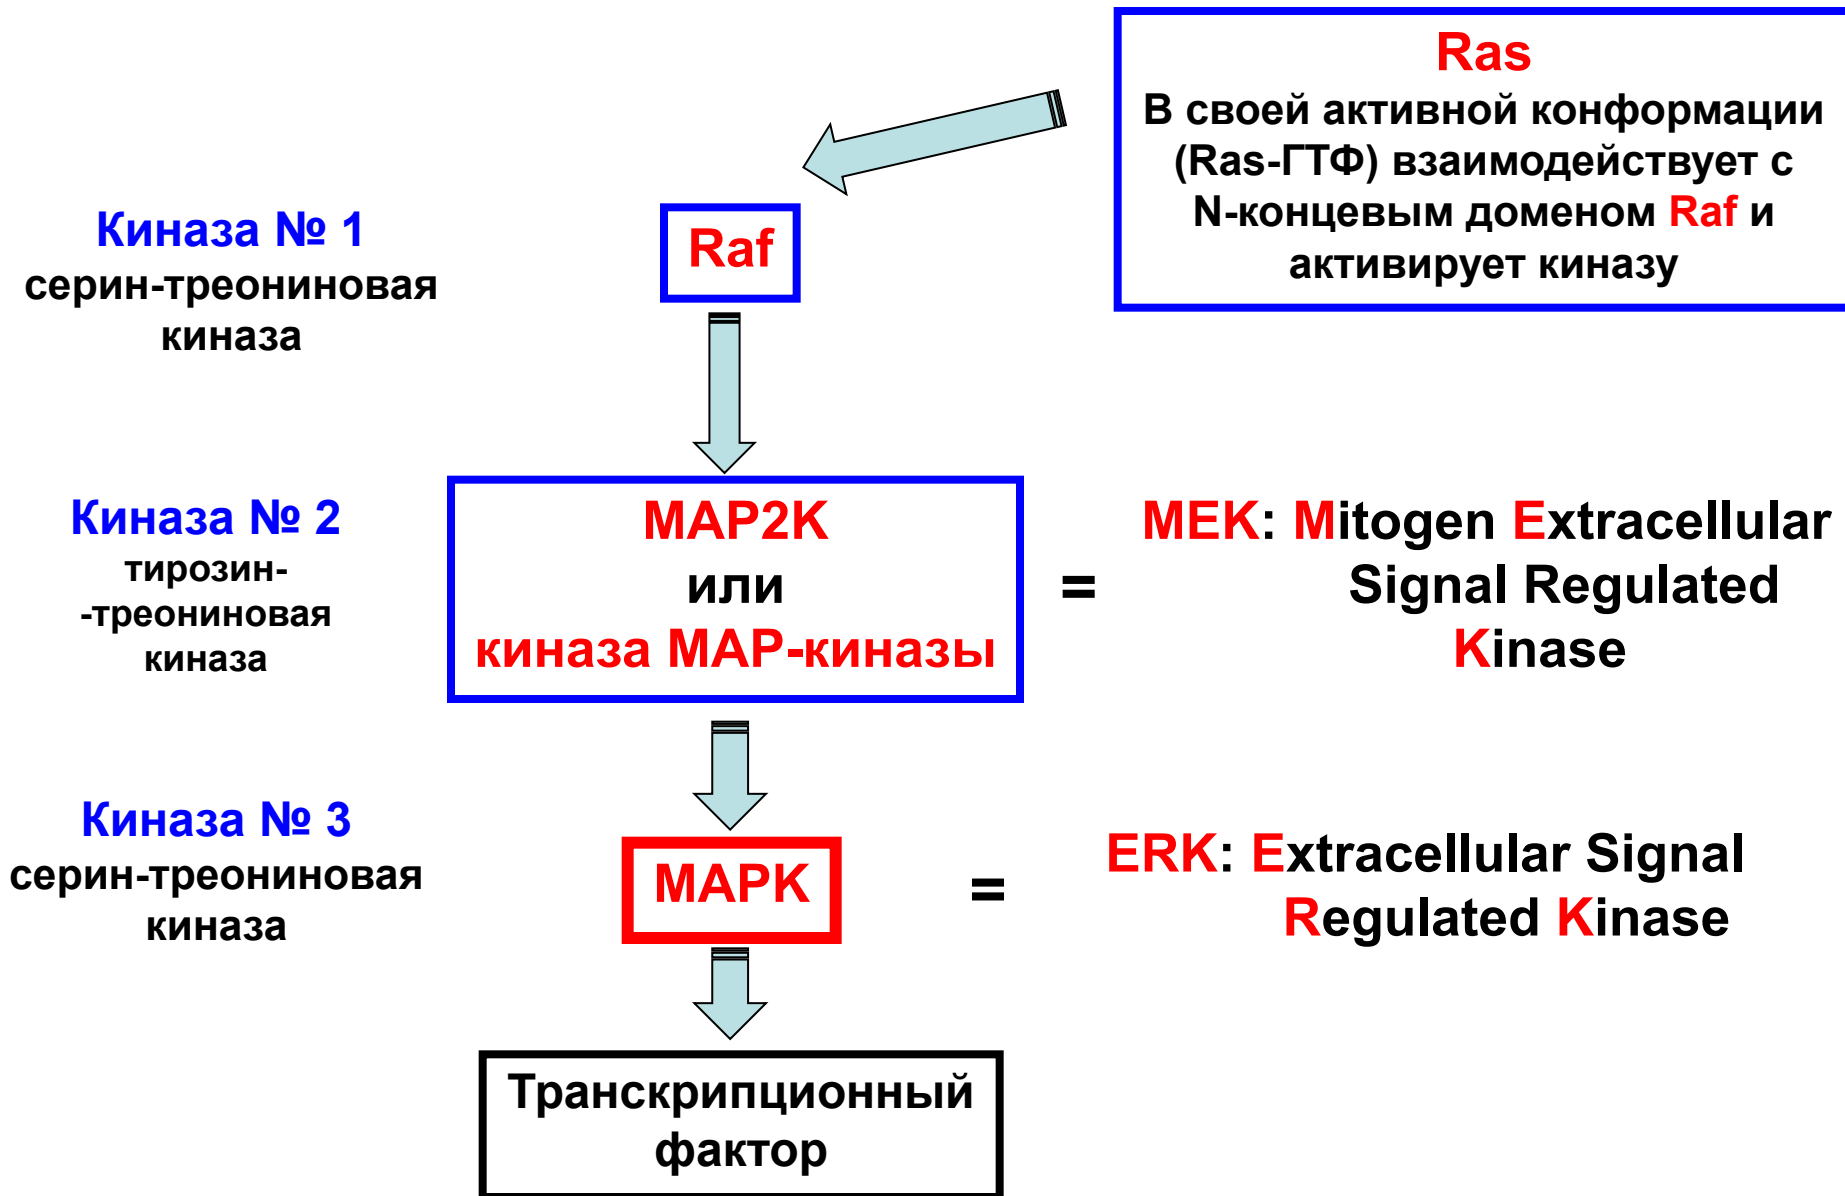 Ras
В своей активной конформации
(Ras-ГТФ) взаимодействует с
N-концевым доменом Raf и
активирует киназу
Киназа № 1
серин-треониновая
киназа
Raf
Киназа № 2
тирозин-
-треониновая
киназа
MAP2K
или
киназа МАР-киназы
=
MEK: Mitogen Extracellular
Signal Regulated
Kinase
Киназа № 3
серин-треониновая
киназа
MAPK
=
ERK: Extracellular Signal
Regulated Kinase
Транскрипционный
фактор